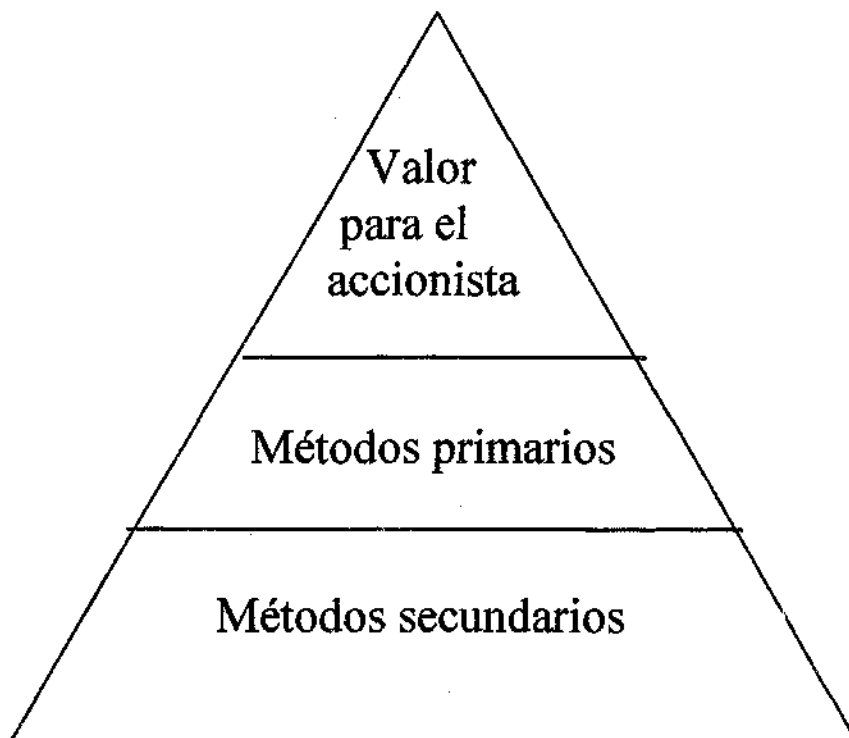 Valor
para el
accionista
Métodos primarios
Métodos secundarios